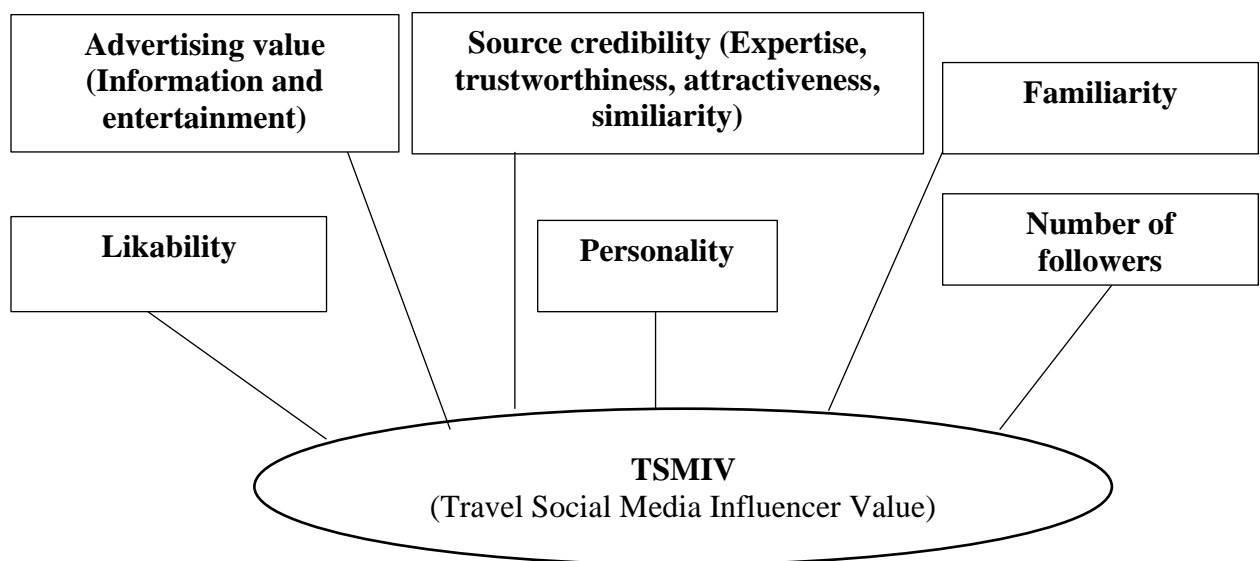 Advertising value
(Information and
entertainment)
Source credibility (Expertise,
trustworthiness, attractiveness,
similiarity)
Familiarity
Likability
Personality
Number of
followers
TSMIV
(Travel Social Media Influencer Value)